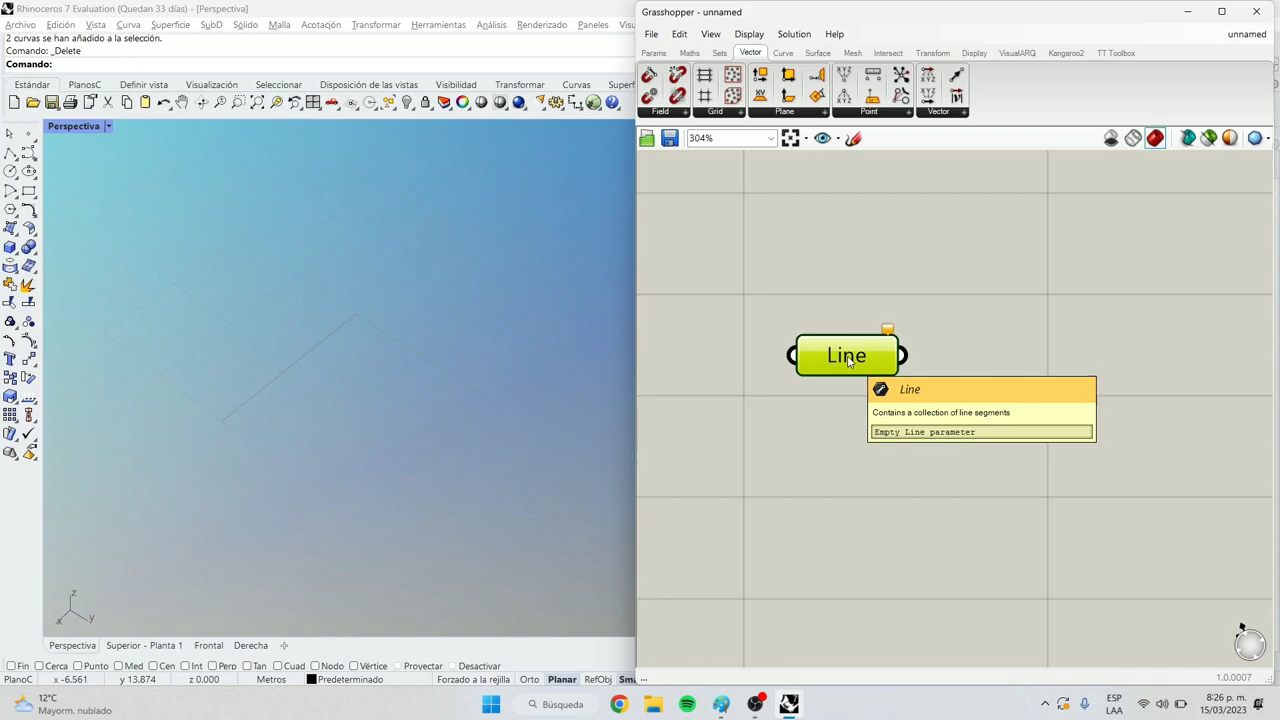 Rhinoceros 7 Evaluation (Quedan 33 días) - [Perspectiva]
Archivo Edición Vista Curva Superficie SubD Sólido Malla Acotación Transformar Herramientas Análisis Renderizado Paneles
2 curvas se han añadido a la selección.
Comando: _Delete
Comando:
Estándar PlanosC Definir vista Visualización Seleccionar Disposición de las vistas Visibilidad Transformar Curvas
Perspectiva
z
x y
Perspectiva Superior - Planta 1 Frontal Derecha
Fin Cerca Punto Med Cen Int Perp Tan Cuad Nodo Vértice Proyectar Desactivar
PlanoC x -6.561 y 13.874 z 0.000 Metros Predeterminado Forzado a la rejilla Orto Planar RefObj
Grasshopper - unnamed
File Edit View Display Solution Help unnamed
Params Maths Sets Vector Curve Surface Mesh Intersect Transform Display VisualARQ Kangaroo2 TT Toolbox
Field Grid Plane Point Vector
304%
Line
Line
Contains a collection of line segments
Empty Line parameter
...
1.0.0007
12°C
Mayorm. nublado
Búsqueda
ESP
LAA
8:25 p. m.
15/03/2023